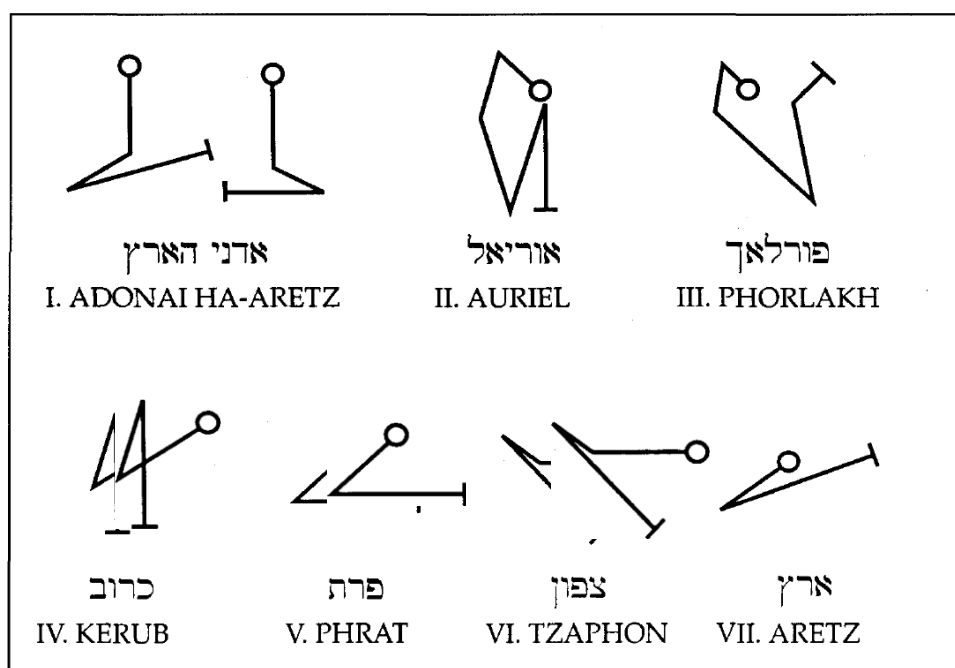 אדני הארץ
I. ADONAI HA-ARETZ
אוריאל
II. AURIEL
פורלאך
III. PHORLAKH
כרוב
IV. KERUB
פרת
V. PHRAT
צפון
VI. TZAPHON
ארץ
VII. ARETZ